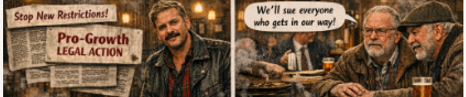 Stop New Restrictions!
Pro-Growth
LEGAL ACTION
We'll sue everyone
who gets in our way!